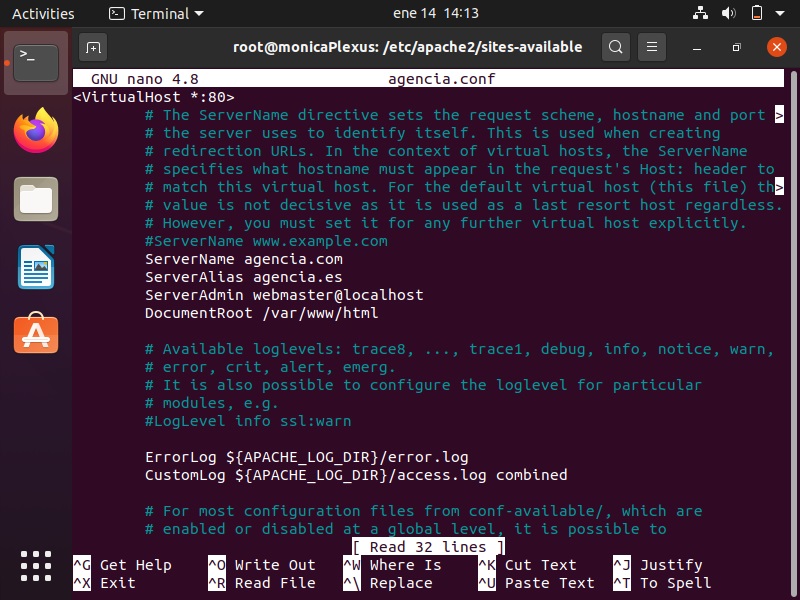 Activities
Terminal
ene 14 14:13
root@monicaPlexus: /etc/apache2/sites-available
GNU nano 4.8 agencia.conf
<VirtualHost *:80>
# The ServerName directive sets the request scheme, hostname and port >
# the server uses to identify itself. This is used when creating
# redirection URLs. In the context of virtual hosts, the ServerName
# specifies what hostname must appear in the request's Host: header to
# match this virtual host. For the default virtual host (this file) th>
# value is not decisive as it is used as a last resort host regardless.
# However, you must set it for any further virtual host explicitly.
#ServerName www.example.com
ServerName agencia.com
ServerAlias agencia.es
ServerAdmin webmaster@localhost
DocumentRoot /var/www/html
# Available loglevels: trace8, ..., trace1, debug, info, notice, warn,
# error, crit, alert, emerg.
# It is also possible to configure the loglevel for particular
# modules, e.g.
#LogLevel info ssl:warn
ErrorLog ${APACHE_LOG_DIR}/error.log
CustomLog ${APACHE_LOG_DIR}/access.log combined
# For most configuration files from conf-available/, which are
# enabled or disabled at a global level, it is possible to
[ Read 32 lines ]
^G Get Help ^O Write Out ^W Where Is ^K Cut Text ^J Justify
^X Exit ^R Read File ^\ Replace ^U Paste Text ^T To Spell